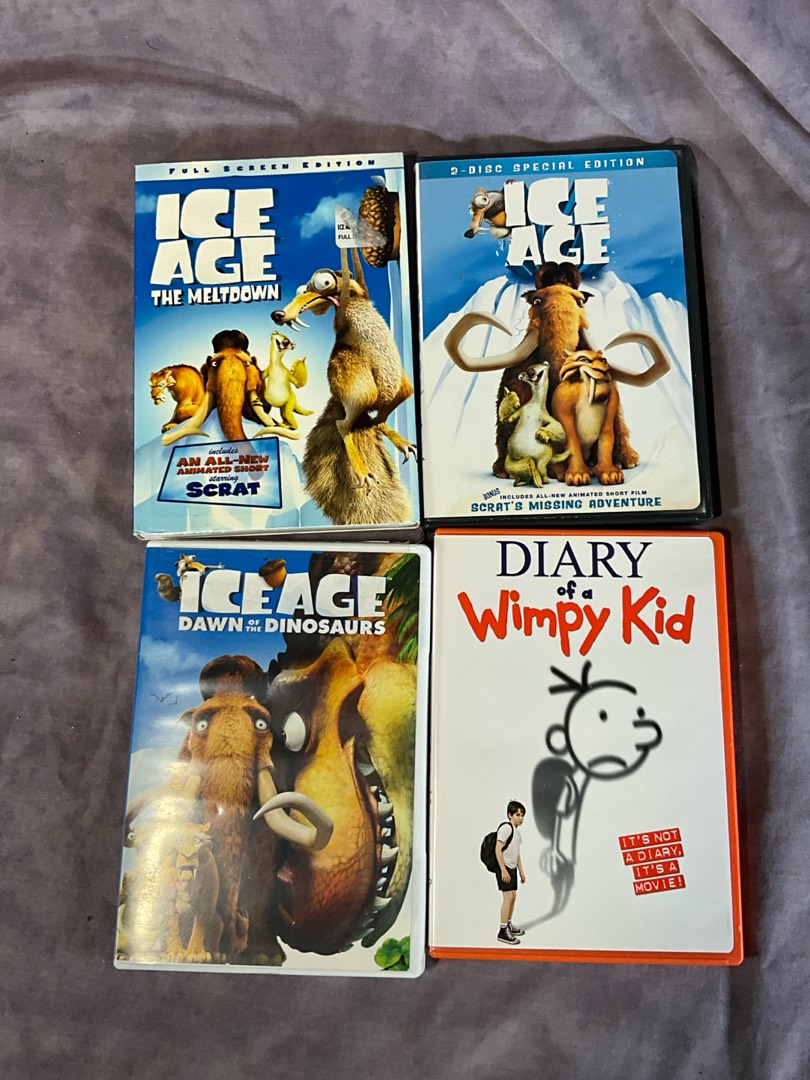 FULL SCREEN EDITION
ICE
AGE
THE MELTDOWN
FULL
includes
AN ALL-NEW
ANIMATED SHORT
starring
SCRAT
2-DISC SPECIAL EDITION
ICE
AGE
BONUS INCLUDES ALL-NEW ANIMATED SHORT FILM
SCRAT'S MISSING ADVENTURE
ICE AGE™
DAWN OF THE DINOSAURS
DIARY
of a
Wimpy Kid
IT'S NOT
A DIARY,
IT'S A
MOVIE!